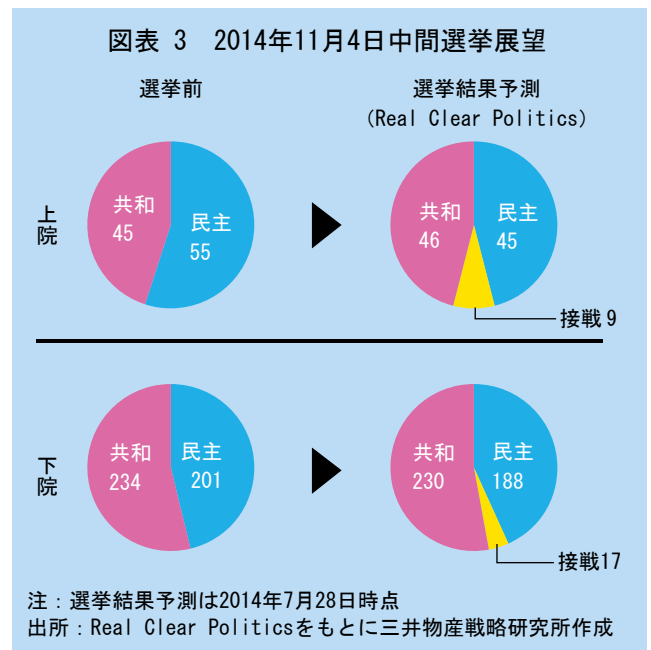 図表 3　2014年11月4日中間選挙展望
選挙前
選挙結果予測
(Real Clear Politics)
上院
共和
45
民主
55
共和
46
民主
45
接戦 9
下院
共和
234
民主
201
共和
230
民主
188
接戦17
注：選挙結果予測は2014年7月28日時点
出所：Real Clear Politicsをもとに三井物産戦略研究所作成